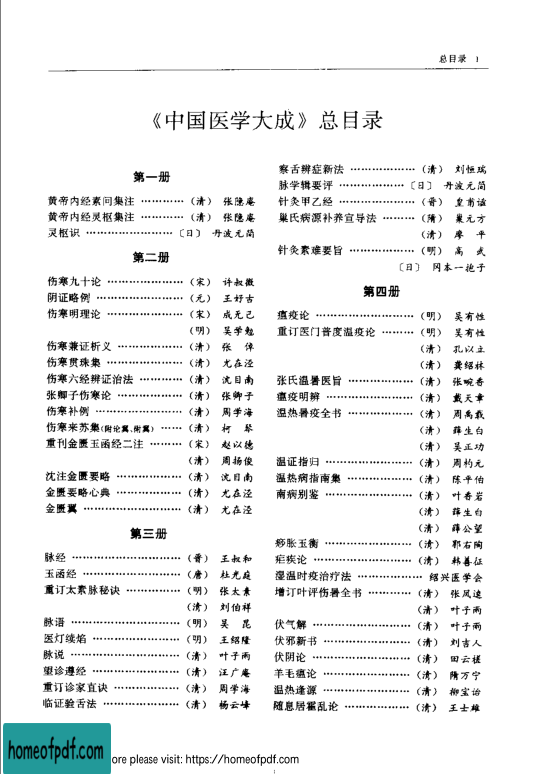 总目录 1
《中国医学大成》总目录
第一册
黄帝内经素问集注 ………… (清) 张隐庵
黄帝内经灵枢集注 ………… (清) 张隐庵
灵枢识 ……………………〔日〕 丹波元简
第二册
伤寒九十论 ………………… (宋) 许叔微
阴证略例 …………………… (元) 王好古
伤寒明理论 ………………… (宋) 成无己
(明) 吴学勉
伤寒兼证析义 ……………… (清) 张 倬
伤寒贯珠集 ………………… (清) 尤在泾
伤寒六经辨证治法 ………… (清) 沈目南
张卿子伤寒论 ……………… (清) 张卿子
伤寒补例 …………………… (清) 周学海
伤寒来苏集(附论翼、附翼) …… (清) 柯 琴
重刊金匮玉函经二注 ……… (宋) 赵以德
(清) 周扬俊
沈注金匮要略 ……………… (清) 沈目南
金匮要略心典 ……………… (清) 尤在泾
金匮翼 ……………………… (清) 尤在泾
第三册
脉经 ………………………… (晋) 王叔和
玉函经 ……………………… (唐) 杜光庭
重订太素脉秘诀 …………… (明) 张太素
(清) 刘伯祥
脉语 ………………………… (明) 吴 昆
医灯续焰 …………………… (明) 王绍隆
脉说 ………………………… (清) 叶子雨
望诊遵经 …………………… (清) 汪广庵
重订诊家直诀 ……………… (清) 周学海
临证验舌法 ………………… (清) 杨云峰
察舌辨症新法 ……………… (清) 刘恒瑞
脉学辑要评 ……………〔日〕 丹波元简
针灸甲乙经 ………………… (晋) 皇甫谧
巢氏病源补养宣导法 ……… (隋) 巢元方
(清) 廖 平
针灸素难要旨 ……………… (明) 高 武
〔日〕 冈本一抱子
第四册
瘟疫论 ……………………… (明) 吴有性
重订医门普度温疫论 ……… (明) 吴有性
(清) 孔以立
(清) 龚绍林
张氏温暑医旨 ……………… (清) 张畹香
瘟疫明辨 …………………… (清) 戴天章
温热暑疫全书 ……………… (清) 周禹载
(清) 薛生白
(清) 吴正功
温证指归 …………………… (清) 周杓元
温热病指南集 ……………… (清) 陈平伯
南病别鉴 …………………… (清) 叶香岩
(清) 薛生白
(清) 薛公望
痧胀玉衡 …………………… (清) 郭右陶
疟疾论 ……………………… (清) 韩善征
湿温时疫治疗法 ……………… 绍兴医学会
增订叶评伤暑全书 ………… (清) 张凤逵
(清) 叶子雨
伏气解 ……………………… (清) 叶子雨
伏邪新书 …………………… (清) 刘吉人
伏阴论 ……………………… (清) 田云槎
羊毛瘟论 …………………… (清) 隋万宁
温热逢源 …………………… (清) 柳宝诒
随息居霍乱论 ……………… (清) 王士雄
homeofpdf.com
ore please visit: https://homeofpdf.com